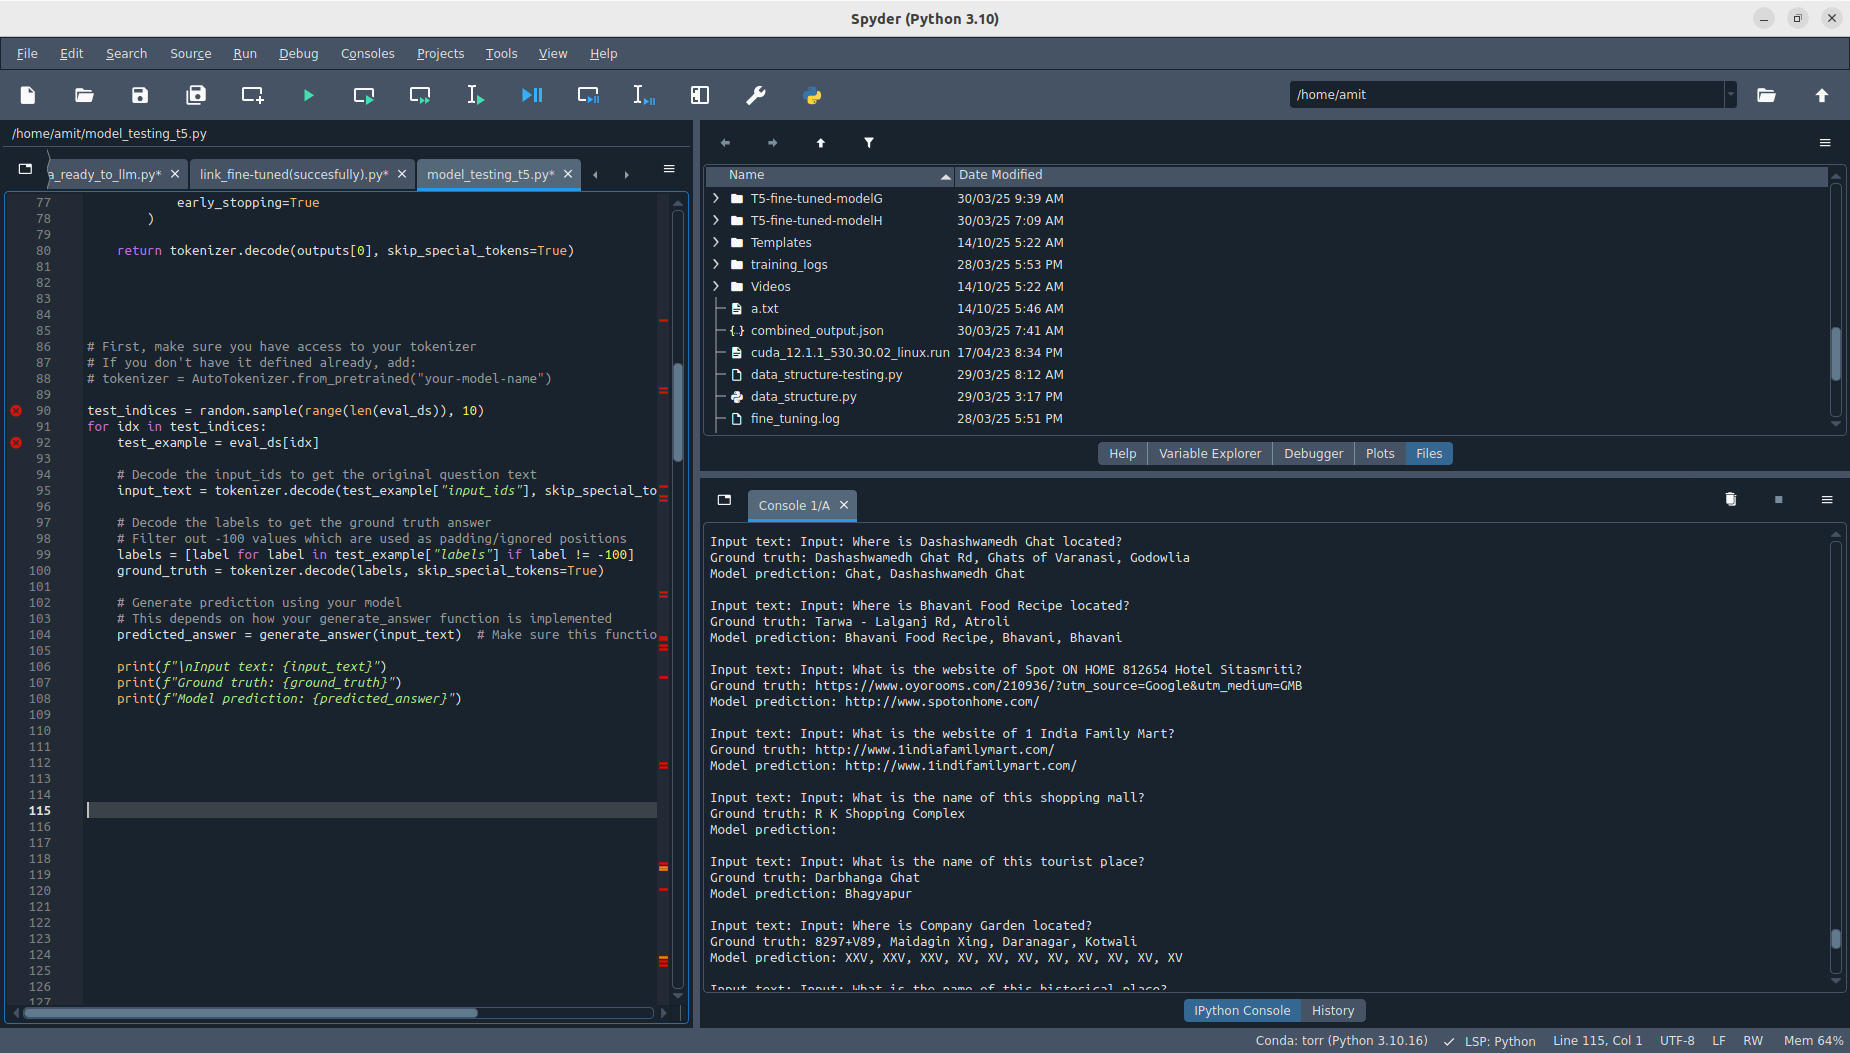 Spyder (Python 3.10)
File Edit Search Source Run Debug Consoles Projects Tools View Help
/home/amit
/home/amit/model_testing_t5.py
a_ready_to_llm.py* link_fine-tuned(succesfully).py* model_testing_t5.py*
77 early_stopping=True
78 )
79
80 return tokenizer.decode(outputs[0], skip_special_tokens=True)
81
82
83
84
85
86 # First, make sure you have access to your tokenizer
87 # If you don't have it defined already, add:
88 # tokenizer = AutoTokenizer.from_pretrained("your-model-name")
89
90 test_indices = random.sample(range(len(eval_ds)), 10)
91 for idx in test_indices:
92 test_example = eval_ds[idx]
93
94 # Decode the input_ids to get the original question text
95 input_text = tokenizer.decode(test_example["input_ids"], skip_special_to
96
97 # Decode the labels to get the ground truth answer
98 # Filter out -100 values which are used as padding/ignored positions
99 labels = [label for label in test_example["labels"] if label != -100]
100 ground_truth = tokenizer.decode(labels, skip_special_tokens=True)
101
102 # Generate prediction using your model
103 # This depends on how your generate_answer function is implemented
104 predicted_answer = generate_answer(input_text) # Make sure this functio
105
106 print(f"\nInput text: {input_text}")
107 print(f"Ground truth: {ground_truth}")
108 print(f"Model prediction: {predicted_answer}")
109
110
111
112
113
114
115
116
117
118
119
120
121
122
123
124
125
126
127
Name Date Modified
T5-fine-tuned-modelG 30/03/25 9:39 AM
T5-fine-tuned-modelH 30/03/25 7:09 AM
Templates 14/10/25 5:22 AM
training_logs 28/03/25 5:53 PM
Videos 14/10/25 5:22 AM
a.txt 14/10/25 5:46 AM
combined_output.json 30/03/25 7:41 AM
cuda_12.1.1_530.30.02_linux.run 17/04/23 8:34 PM
data_structure-testing.py 29/03/25 8:12 AM
data_structure.py 29/03/25 3:17 PM
fine_tuning.log 28/03/25 5:51 PM
Help Variable Explorer Debugger Plots Files
Console 1/A
Input text: Input: Where is Dashashwamedh Ghat located?
Ground truth: Dashashwamedh Ghat Rd, Ghats of Varanasi, Godowlia
Model prediction: Ghat, Dashashwamedh Ghat
Input text: Input: Where is Bhavani Food Recipe located?
Ground truth: Tarwa - Lalganj Rd, Atroli
Model prediction: Bhavani Food Recipe, Bhavani, Bhavani
Input text: Input: What is the website of Spot ON HOME 812654 Hotel Sitasmriti?
Ground truth: https://www.oyorooms.com/210936/?utm_source=Google&utm_medium=GMB
Model prediction: http://www.spotonhome.com/
Input text: Input: What is the website of 1 India Family Mart?
Ground truth: http://www.1indiafamilymart.com/
Model prediction: http://www.1indifamilymart.com/
Input text: Input: What is the name of this shopping mall?
Ground truth: R K Shopping Complex
Model prediction:
Input text: Input: What is the name of this tourist place?
Ground truth: Darbhanga Ghat
Model prediction: Bhagyapur
Input text: Input: Where is Company Garden located?
Ground truth: 8297+V89, Maidagin Xing, Daranagar, Kotwali
Model prediction: XXV, XXV, XXV, XV, XV, XV, XV, XV, XV, XV, XV
Input text: Input: What is the name of this historical place?
IPython Console History
Conda: torr (Python 3.10.16) LSP: Python Line 115, Col 1 UTF-8 LF RW Mem 64%